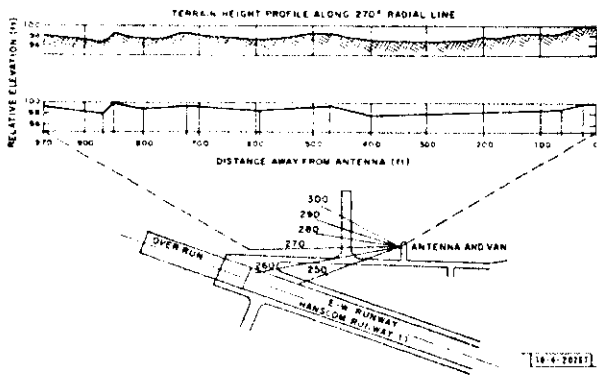 TERRAIN HEIGHT PROFILE ALONG 270° RADIAL LINE
RELATIVE ELEVATION (ft)
100
98
94
100
98
94
970 900 800 700 600 500 400 300 200 100 0
DISTANCE AWAY FROM ANTENNA (ft)
300
290
280
270
ANTENNA AND VAN
OVER RUN
260
250
E-W RUNWAY
HANSCOM RUNWAY 11